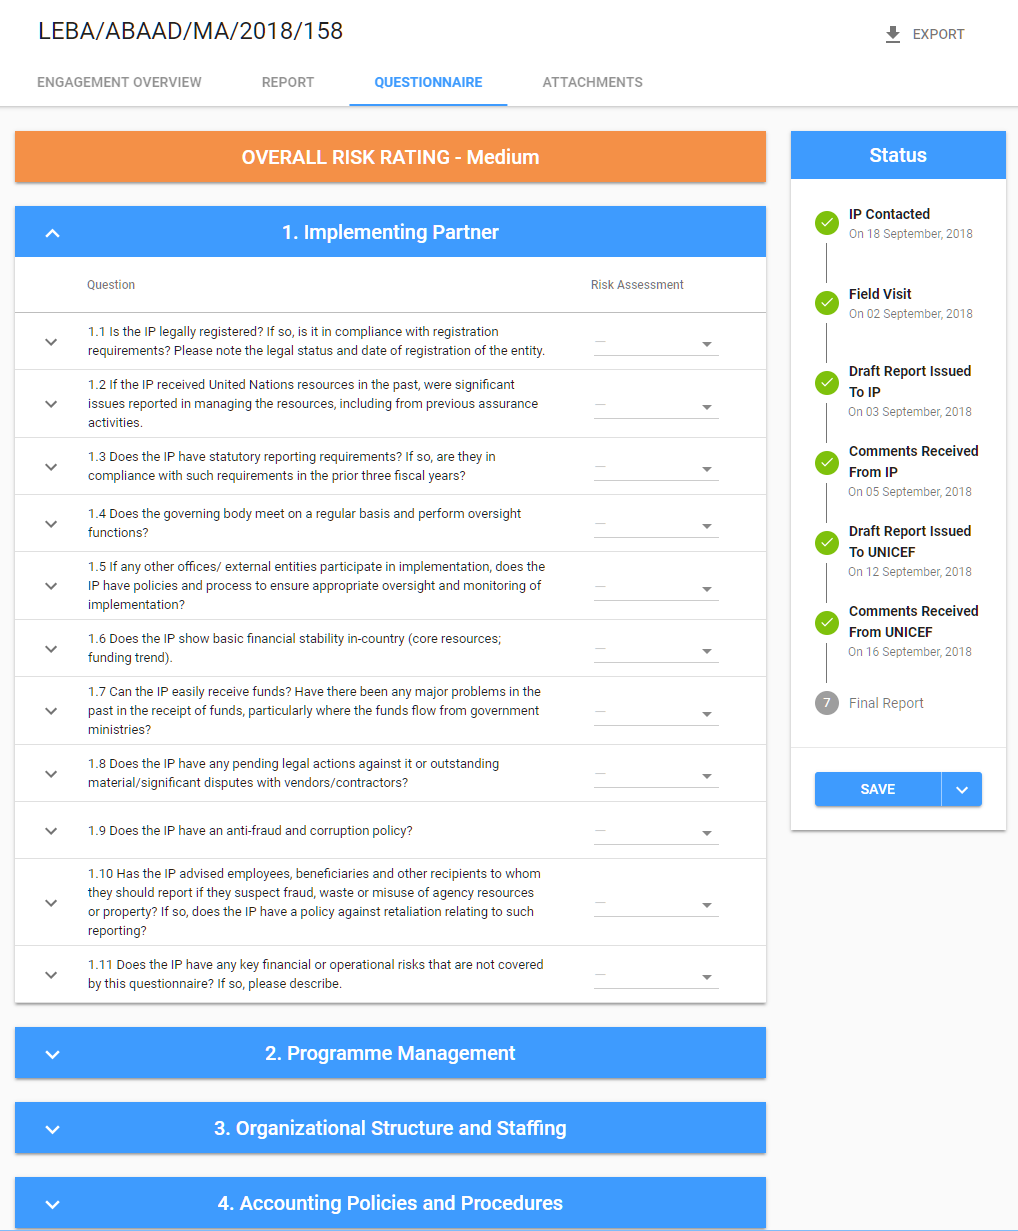 LEBA/ABAAD/MA/2018/158
EXPORT
ENGAGEMENT OVERVIEW
REPORT
QUESTIONNAIRE
ATTACHMENTS
OVERALL RISK RATING - Medium
1. Implementing Partner
Question
Risk Assessment
1.1 Is the IP legally registered? If so, is it in compliance with registration
requirements? Please note the legal status and date of registration of the entity.
—
1.2 If the IP received United Nations resources in the past, were significant
issues reported in managing the resources, including from previous assurance
activities.
—
1.3 Does the IP have statutory reporting requirements? If so, are they in
compliance with such requirements in the prior three fiscal years?
—
1.4 Does the governing body meet on a regular basis and perform oversight
functions?
—
1.5 If any other offices/ external entities participate in implementation, does the
IP have policies and process to ensure appropriate oversight and monitoring of
implementation?
—
1.6 Does the IP show basic financial stability in-country (core resources;
funding trend).
—
1.7 Can the IP easily receive funds? Have there been any major problems in the
past in the receipt of funds, particularly where the funds flow from government
ministries?
—
1.8 Does the IP have any pending legal actions against it or outstanding
material/significant disputes with vendors/contractors?
—
1.9 Does the IP have an anti-fraud and corruption policy?
—
1.10 Has the IP advised employees, beneficiaries and other recipients to whom
they should report if they suspect fraud, waste or misuse of agency resources
or property? If so, does the IP have a policy against retaliation relating to such
reporting?
—
1.11 Does the IP have any key financial or operational risks that are not covered
by this questionnaire? If so, please describe.
—
2. Programme Management
3. Organizational Structure and Staffing
4. Accounting Policies and Procedures
Status
IP Contacted
On 18 September, 2018
Field Visit
On 02 September, 2018
Draft Report Issued
To IP
On 03 September, 2018
Comments Received
From IP
On 05 September, 2018
Draft Report Issued
To UNICEF
On 12 September, 2018
Comments Received
From UNICEF
On 16 September, 2018
7 Final Report
SAVE